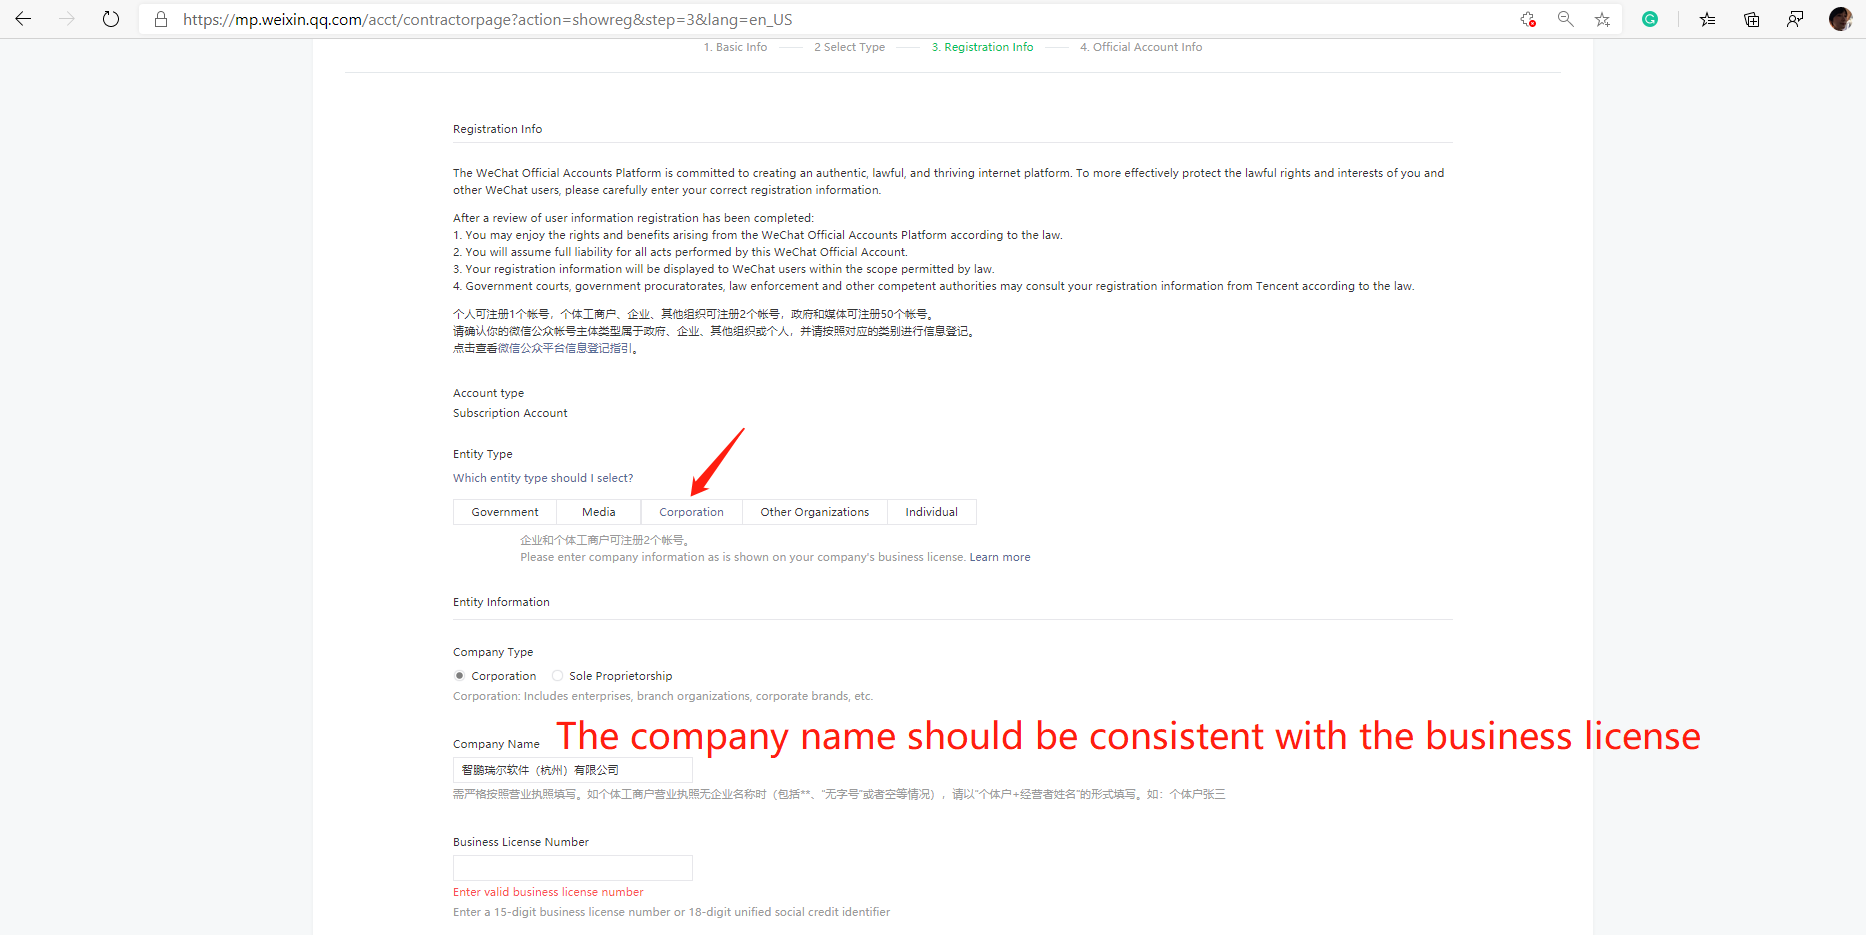 https://mp.weixin.qq.com/acct/contractorpage?action=showreg&step=3&lang=en_US
1. Basic Info
2 Select Type
3. Registration Info
4. Official Account Info
Registration Info
The WeChat Official Accounts Platform is committed to creating an authentic, lawful, and thriving internet platform. To more effectively protect the lawful rights and interests of you and
other WeChat users, please carefully enter your correct registration information.
After a review of user information registration has been completed:
1. You may enjoy the rights and benefits arising from the WeChat Official Accounts Platform according to the law.
2. You will assume full liability for all acts performed by this WeChat Official Account.
3. Your registration information will be displayed to WeChat users within the scope permitted by law.
4. Government courts, government procuratorates, law enforcement and other competent authorities may consult your registration information from Tencent according to the law.
个人可注册1个帐号，个体工商户、企业、其他组织可注册2个帐号，政府和媒体可注册50个帐号。
请确认你的微信公众帐号主体类型属于政府、企业、其他组织或个人，并请按照对应的类别进行信息登记。
点击查看微信公众平台信息登记指引。
Account type
Subscription Account
Entity Type
Which entity type should I select?
Government
Media
Corporation
Other Organizations
Individual
企业和个体工商户可注册2个帐号。
Please enter company information as is shown on your company's business license. Learn more
Entity Information
Company Type
Corporation
Sole Proprietorship
Corporation: Includes enterprises, branch organizations, corporate brands, etc.
The company name should be consistent with the business license
Company Name
智鹏瑞尔软件（杭州）有限公司
需严格按照营业执照填写。如个体工商户营业执照无企业名称时（包括**、“无字号”或者空等情况），请以“个体户+经营者姓名”的形式填写。如：个体户张三
Business License Number
Enter valid business license number
Enter a 15-digit business license number or 18-digit unified social credit identifier